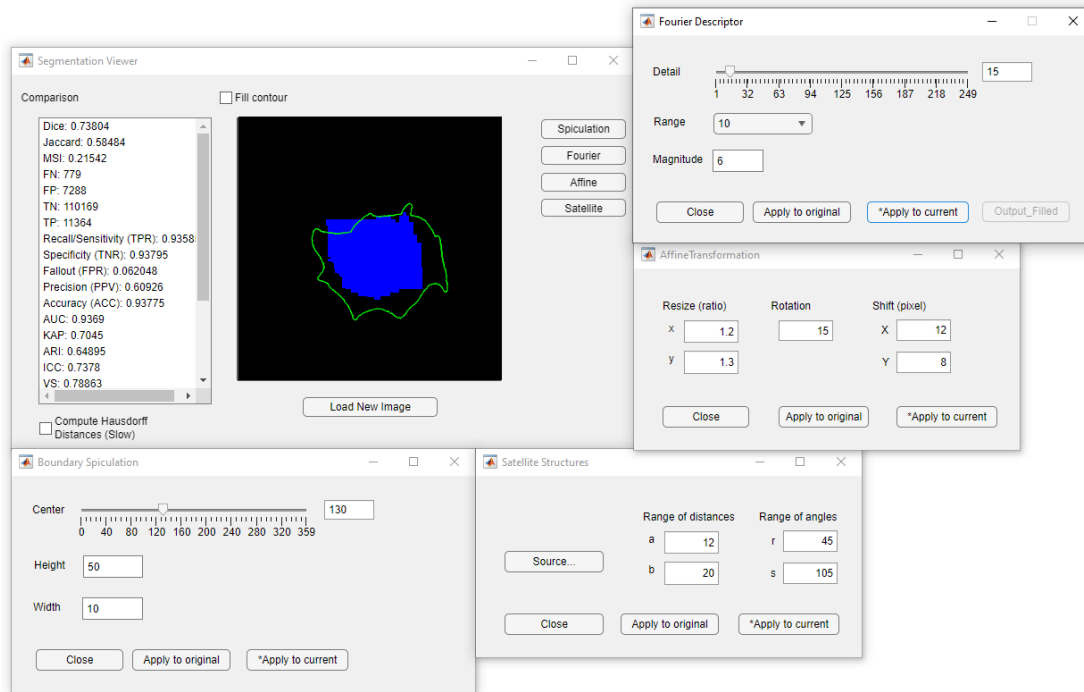 Fourier Descriptor
Detail
15
1 32 63 94 125 156 187 218 249
Range
10
Magnitude
6
Close
Apply to original
*Apply to current
Output_Filled
Segmentation Viewer
Comparison
Fill contour
Dice: 0.73804
Jaccard: 0.58484
MSI: 0.21542
FN: 779
FP: 7288
TN: 110169
TP: 11364
Recall/Sensitivity (TPR): 0.9358
Specificity (TNR): 0.93795
Fallout (FPR): 0.062048
Precision (PPV): 0.60926
Accuracy (ACC): 0.93775
AUC: 0.9369
KAP: 0.7045
ARI: 0.64895
ICC: 0.7378
VS: 0.78863
Spiculation
Fourier
Affine
Satellite
Load New Image
Compute Hausdorff
Distances (Slow)
AffineTransformation
Resize (ratio)
Rotation
Shift (pixel)
x
1.2
15
X
12
y
1.3
Y
8
Close
Apply to original
*Apply to current
Boundary Spiculation
Center
130
0 40 80 120 160 200 240 280 320 359
Height
50
Width
10
Close
Apply to original
*Apply to current
Satellite Structures
Range of distances
Range of angles
a
12
r
45
Source...
b
20
s
105
Close
Apply to original
*Apply to current